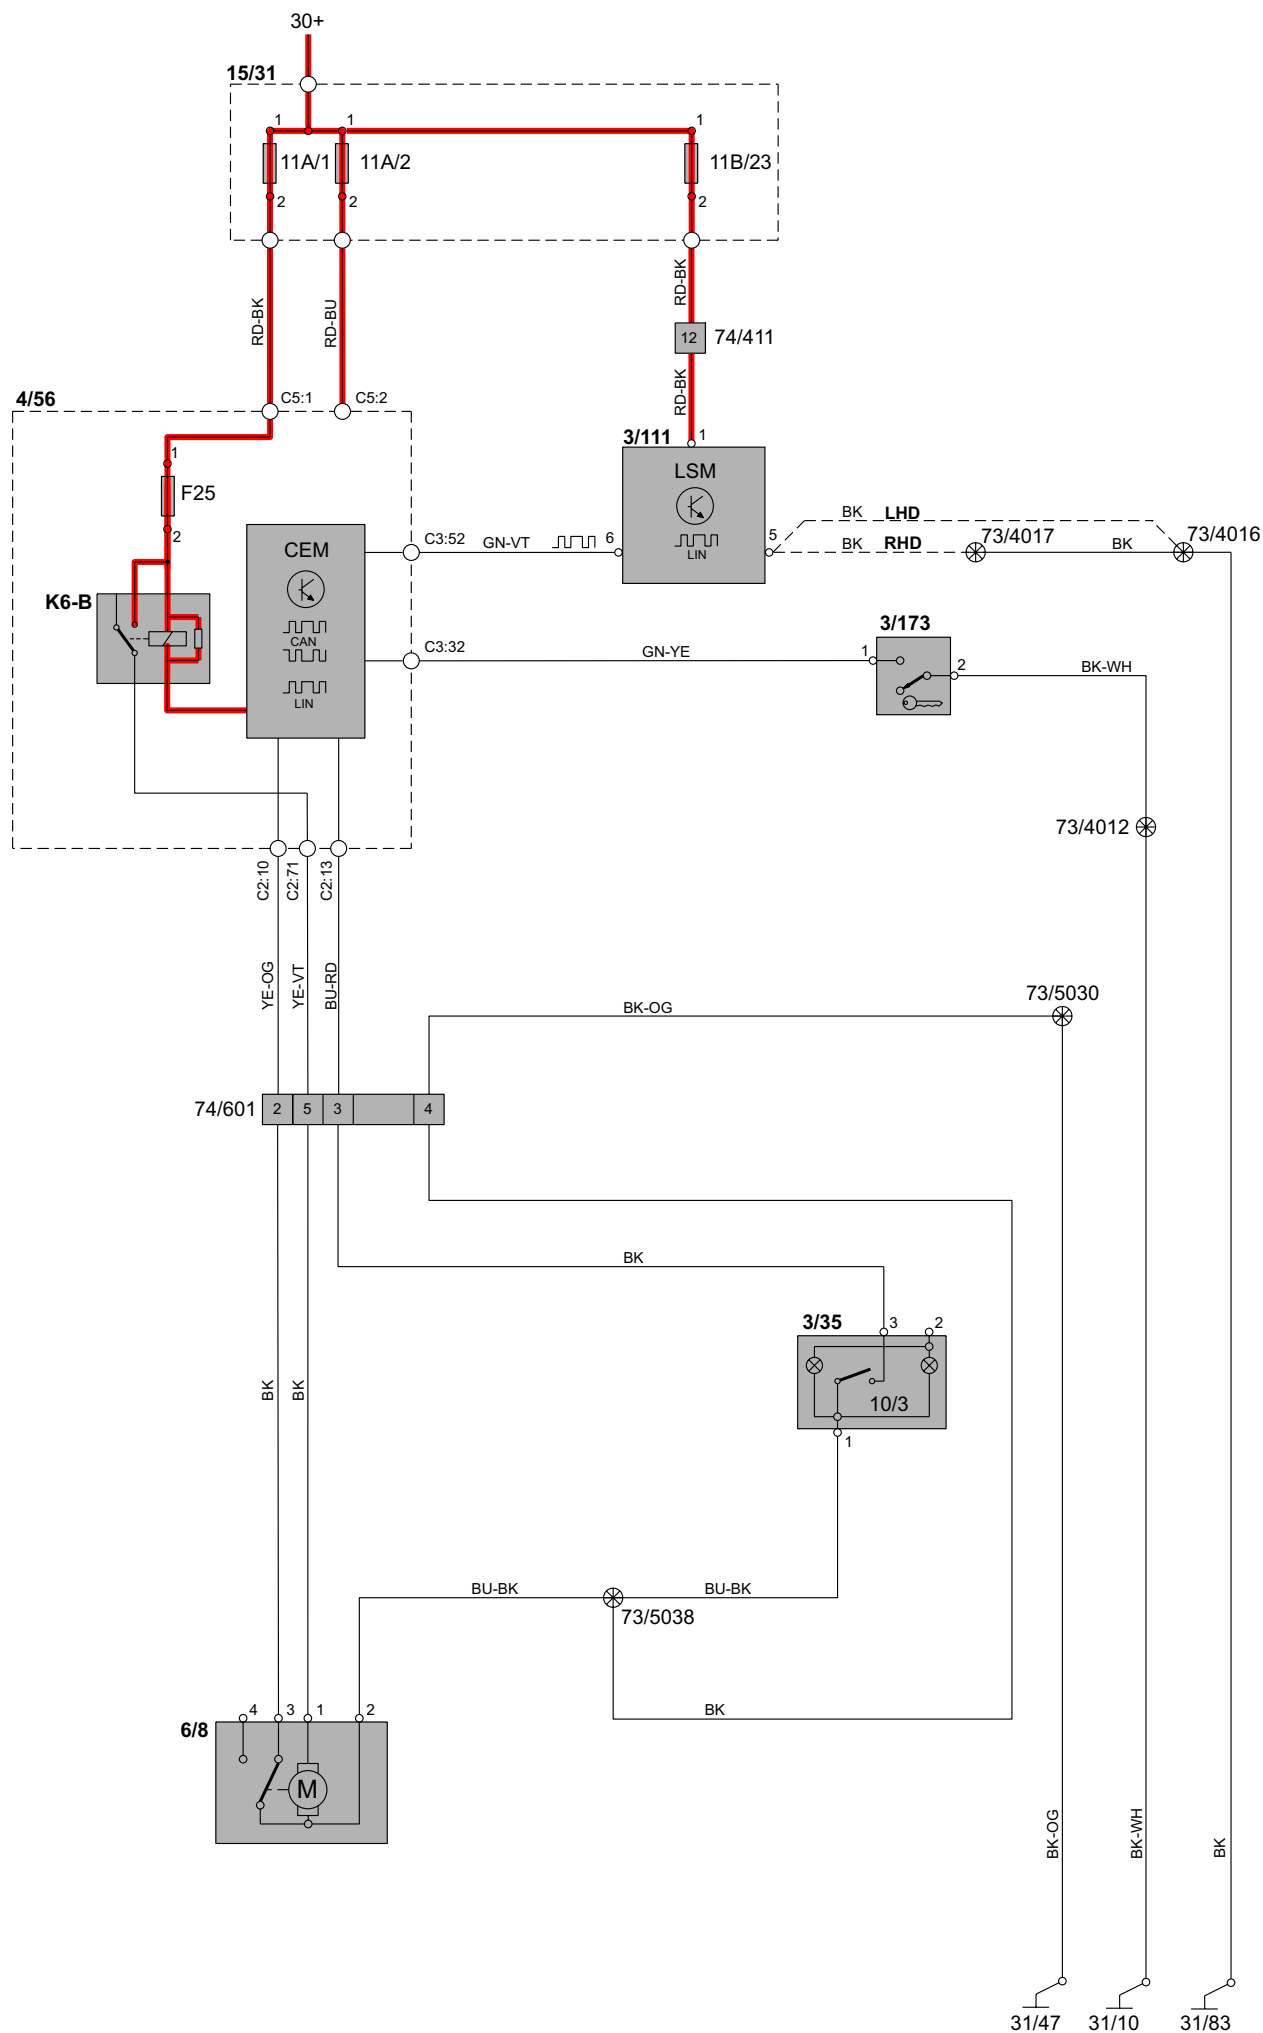 30+
15/31
1
1
1
11A/1
11A/2
11B/23
2
2
2
RD-BK
RD-BU
RD-BK
12
74/411
RD-BK
4/56
C5:1
C5:2
3/111
1
LSM
LIN
1
F25
2
CEM
CAN
LIN
K6-B
C3:52
GN-VT
6
5
BK
LHD
BK
RHD
73/4017
BK
73/4016
C3:32
GN-YE
3/173
1
2
BK-WH
73/4012
C2:10
C2:71
C2:13
YE-OG
YE-VT
BU-RD
BK-OG
73/5030
74/601
2
5
3
4
BK
3/35
3
2
10/3
1
BK
BK
BU-BK
BU-BK
73/5038
BK
6/8
4
3
1
2
M
BK-OG
BK-WH
BK
31/47
31/10
31/83